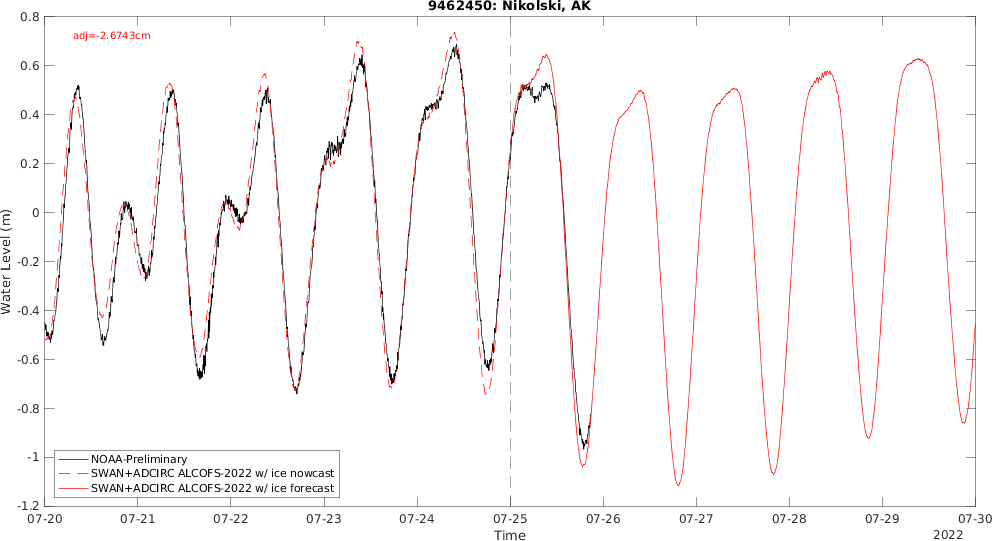 9462450: Nikolski, AK
adj=-2.6743cm
Water Level (m)
0.8
0.6
0.4
0.2
0
-0.2
-0.4
-0.6
-0.8
-1
-1.2
NOAA-Preliminary
SWAN+ADCIRC ALCOFS-2022 w/ ice nowcast
SWAN+ADCIRC ALCOFS-2022 w/ ice forecast
07-20 07-21 07-22 07-23 07-24 07-25 07-26 07-27 07-28 07-29 07-30
Time
2022